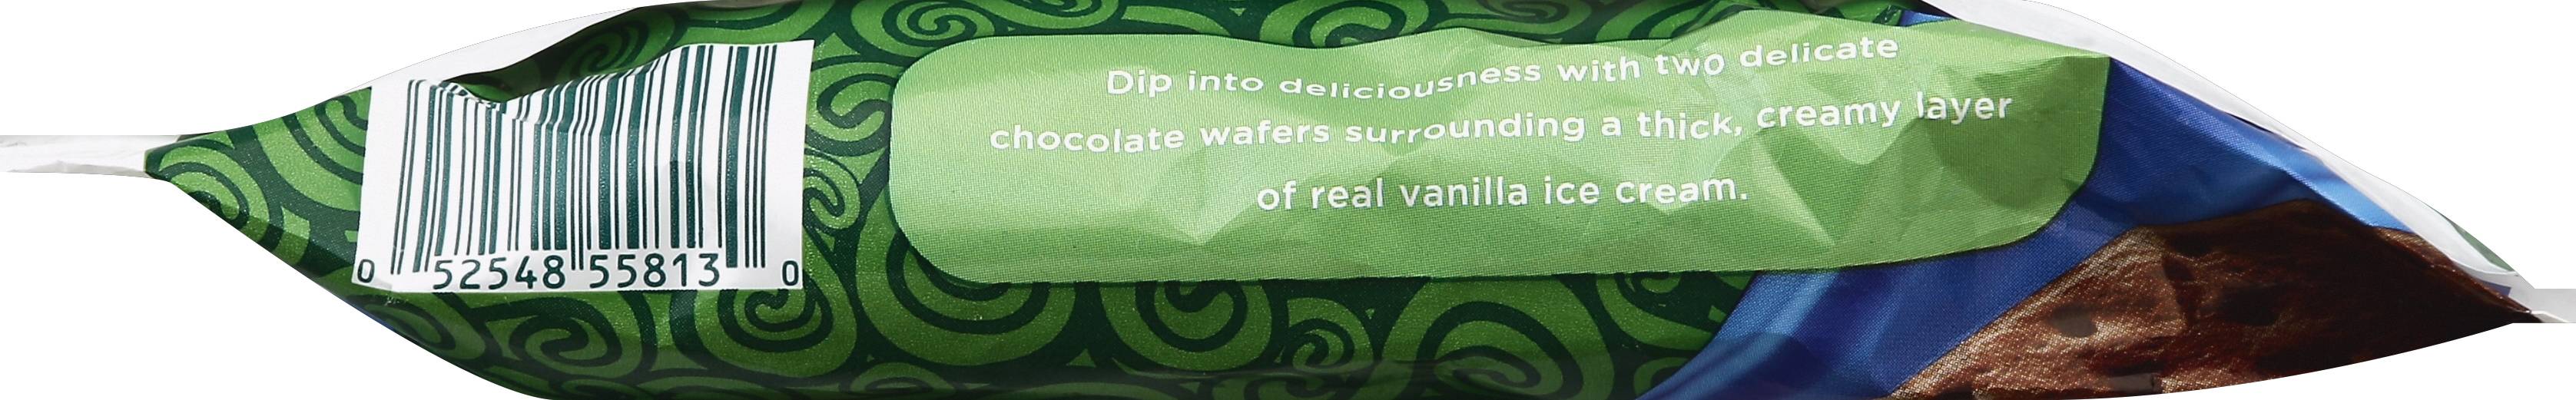 Dip into deliciousness with two delicate
chocolate wafers surrounding a thick, creamy layer
of real vanilla ice cream.
0 52548 55813 0